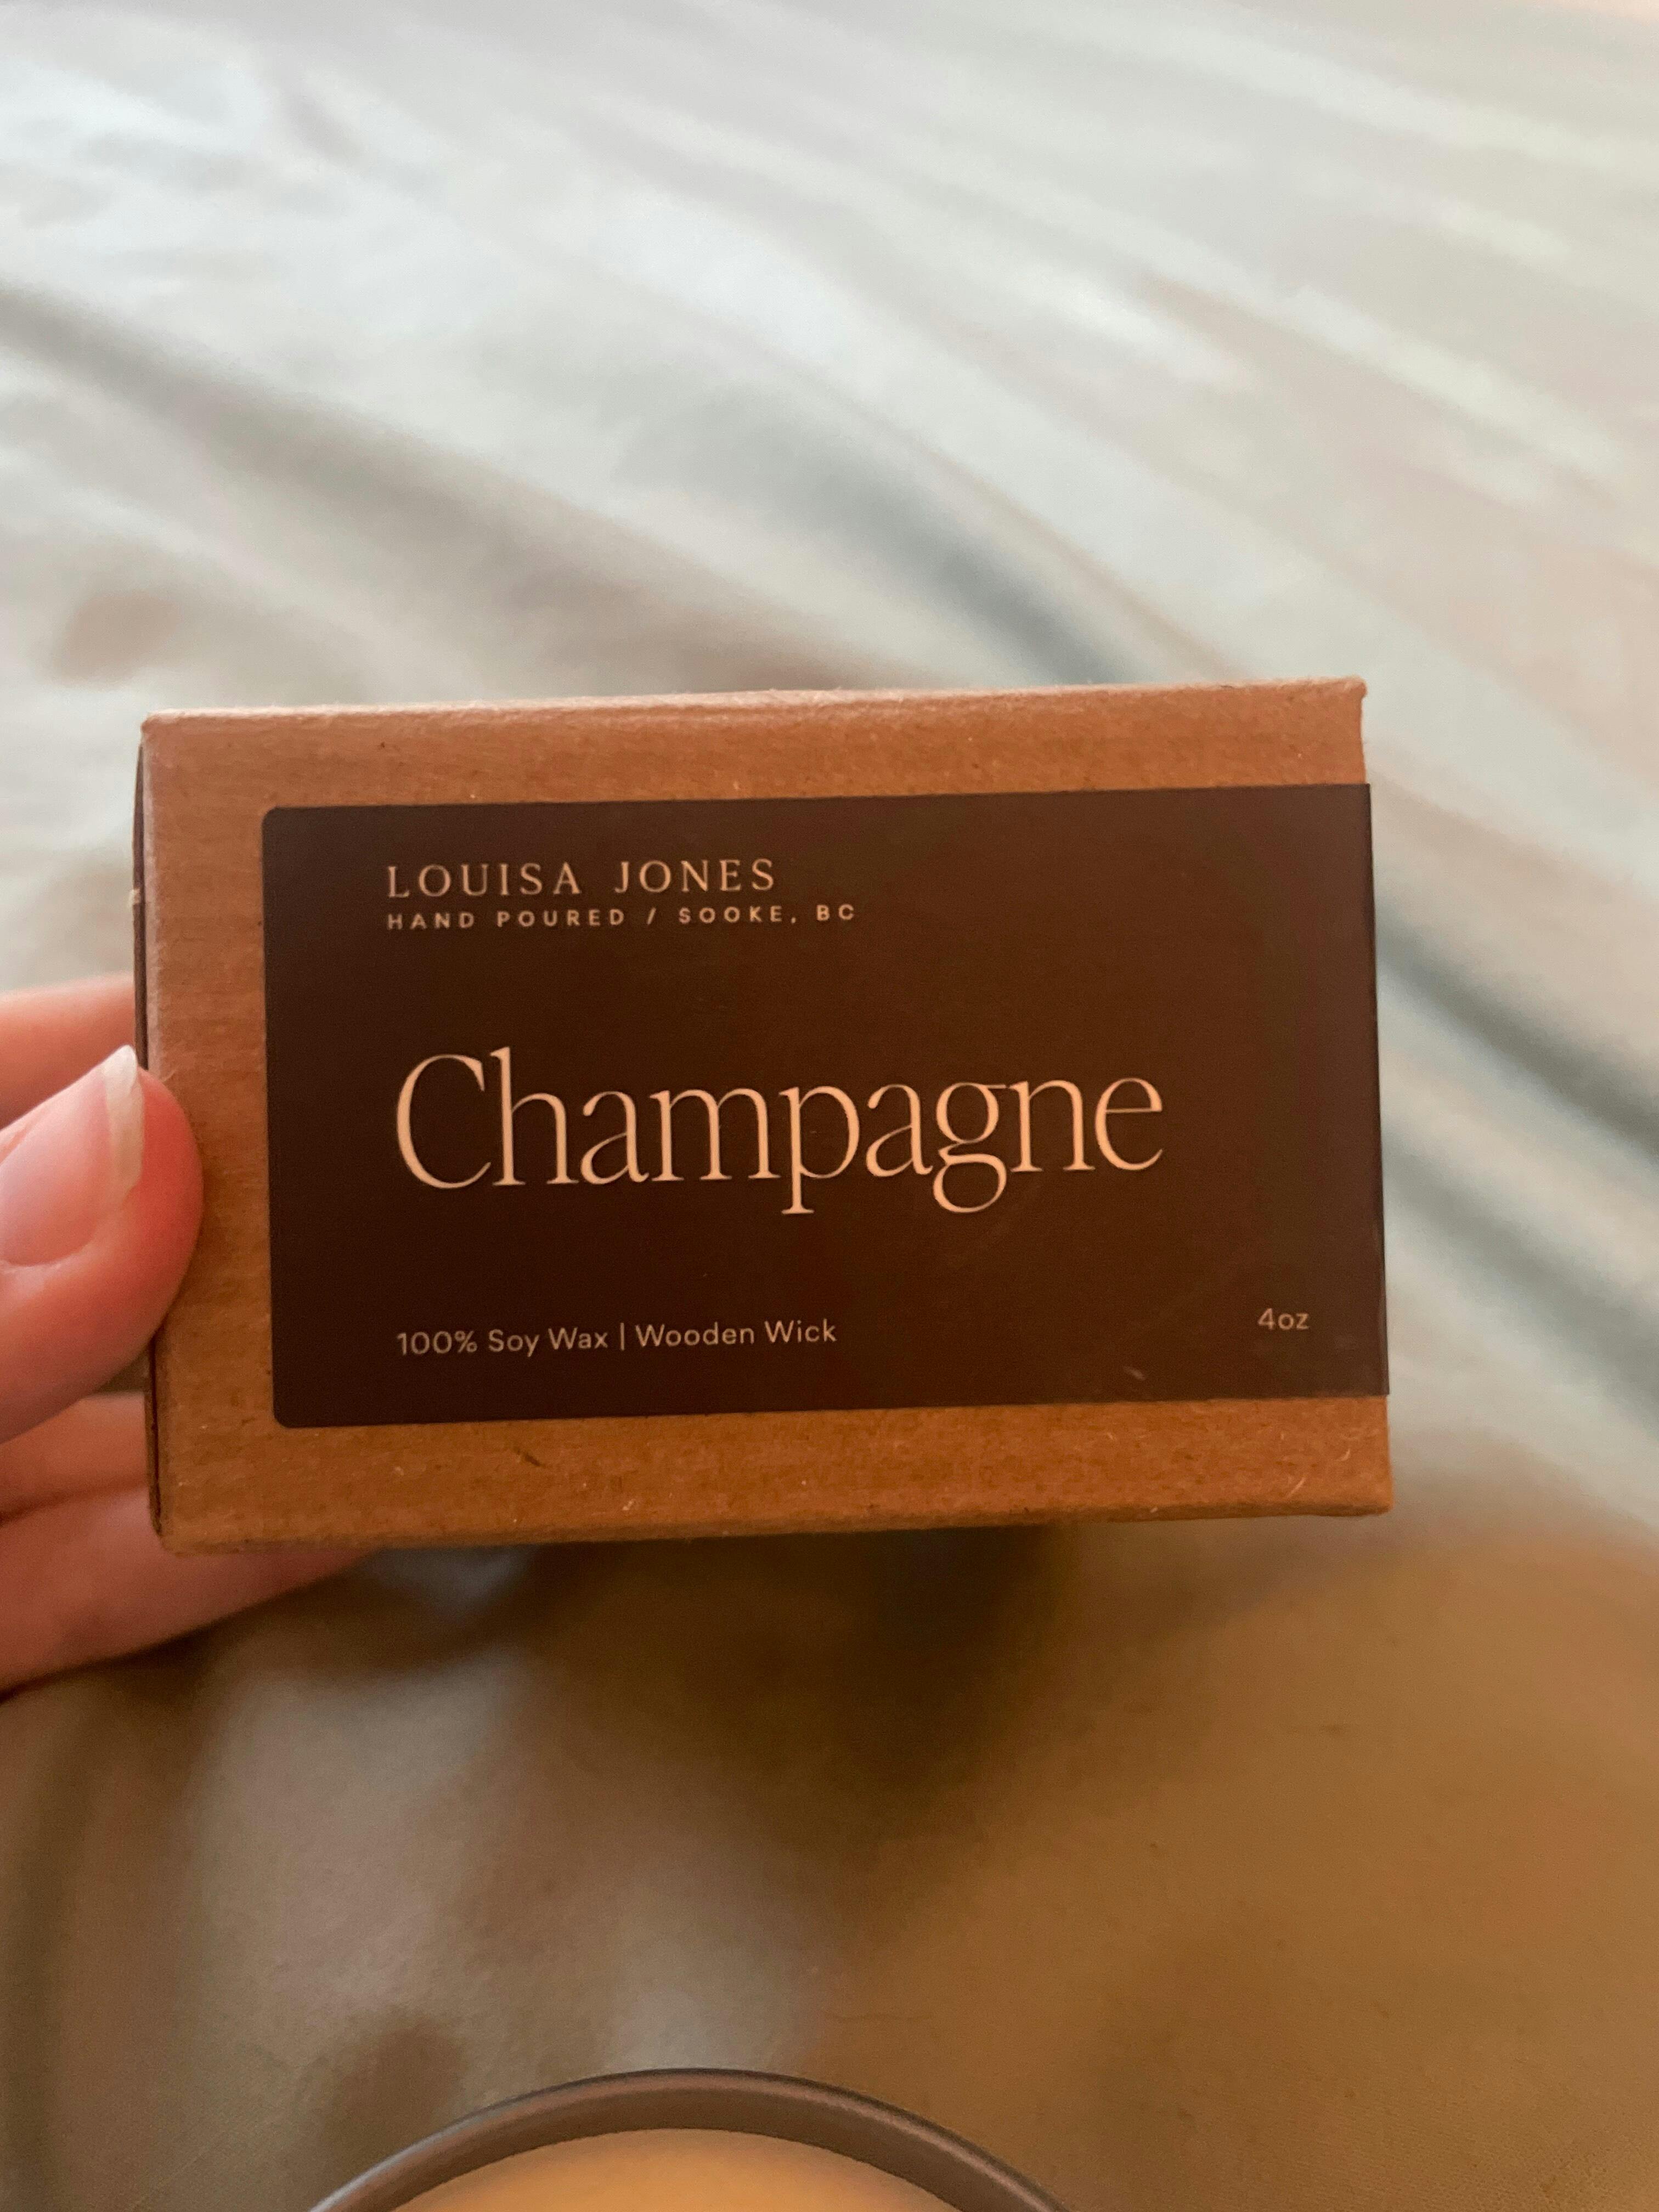 LOUISA JONES
HAND POURED / SOOKE, BC
Champagne
100% Soy Wax | Wooden Wick
4oz